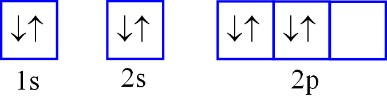 ↓↑ ↓↑ ↓↑ ↓↑
1s 2s 2p